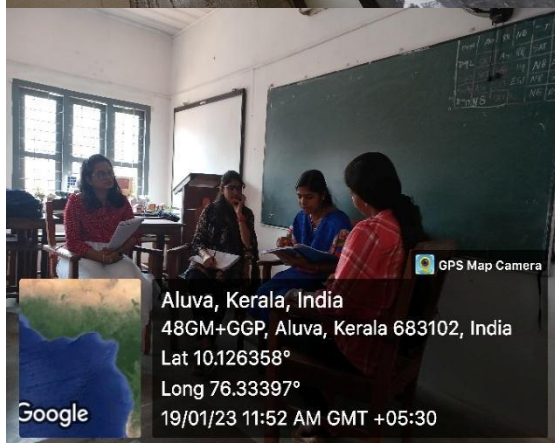 GPS Map Camera
Aluva, Kerala, India
48GM+GGP, Aluva, Kerala 683102, India
Lat 10.126358°
Long 76.33397°
19/01/23 11:52 AM GMT +05:30
Google